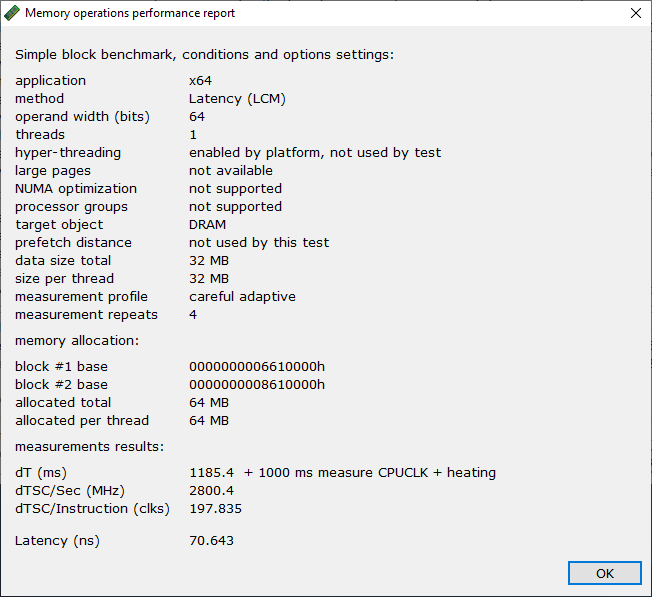 Memory operations performance report
Simple block benchmark, conditions and options settings:
application x64
method Latency (LCM)
operand width (bits) 64
threads 1
hyper-threading enabled by platform, not used by test
large pages not available
NUMA optimization not supported
processor groups not supported
target object DRAM
prefetch distance not used by this test
data size total 32 MB
size per thread 32 MB
measurement profile careful adaptive
measurement repeats 4
memory allocation:
block #1 base 0000000006610000h
block #2 base 0000000008610000h
allocated total 64 MB
allocated per thread 64 MB
measurements results:
dT (ms) 1185.4 + 1000 ms measure CPUCLK + heating
dTSC/Sec (MHz) 2800.4
dTSC/Instruction (clks) 197.835
Latency (ns) 70.643
OK